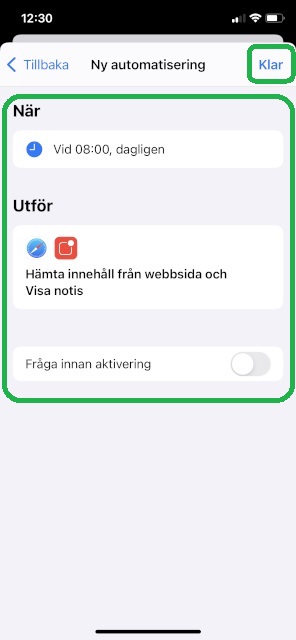 12:30
Tillbaka
Ny automatisering
Klar
När
Vid 08:00, dagligen
Utför
Hämta innehåll från webbsida och
Visa notis
Fråga innan aktivering